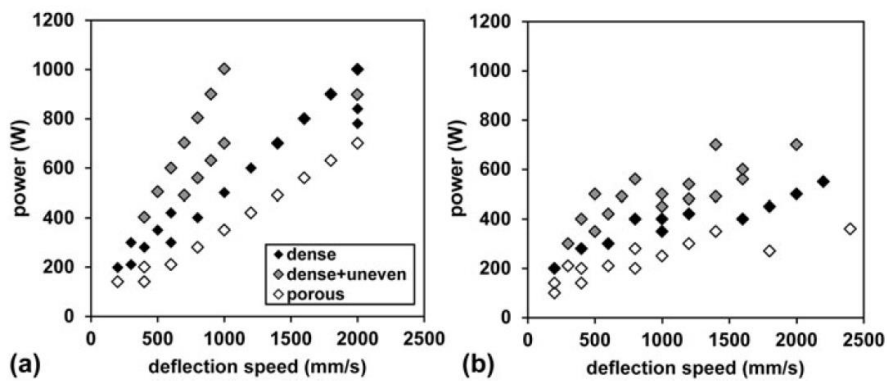 1200
1000
800
600
400
200
0
power (W)
0 500 1000 1500 2000 2500
deflection speed (mm/s)
dense
dense+uneven
porous
(a)
1200
1000
800
600
400
200
0
power (W)
0 500 1000 1500 2000 2500
deflection speed (mm/s)
(b)